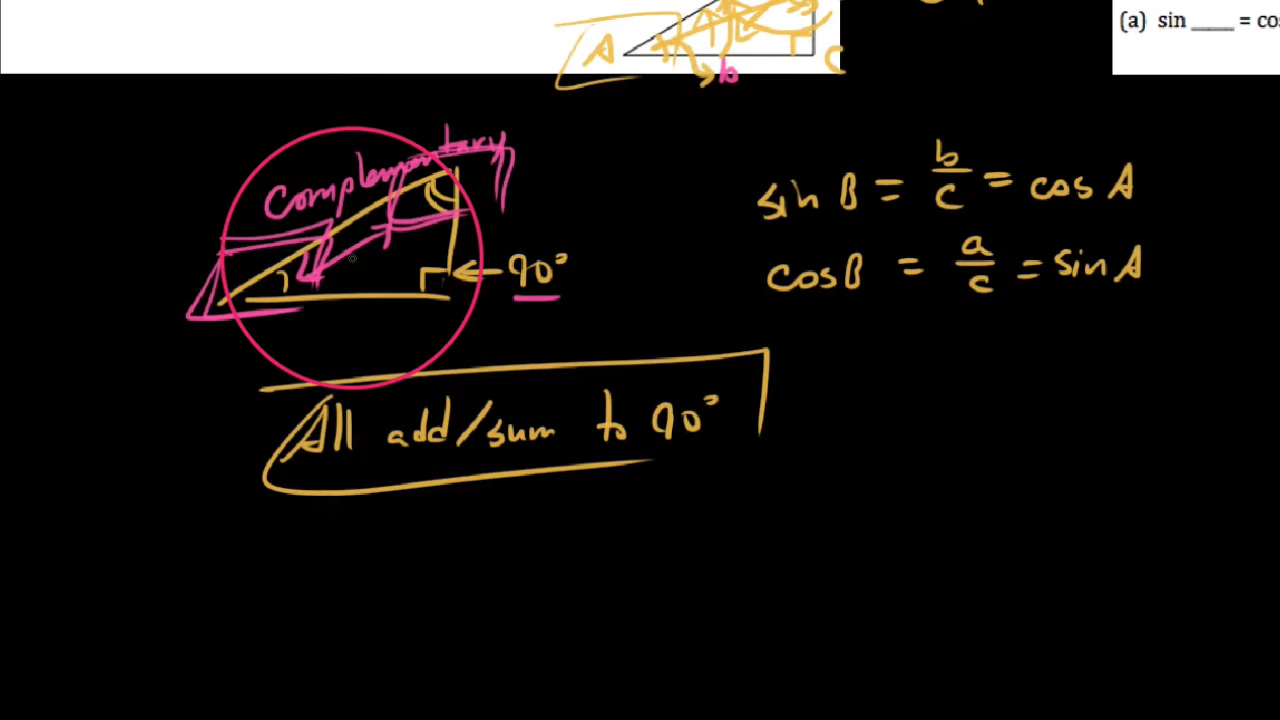 (a) sin ____ = co
A
b
C
Complementary
90°
sin B = b/c = cos A
cos B = a/c = sin A
All add/sum to 90°